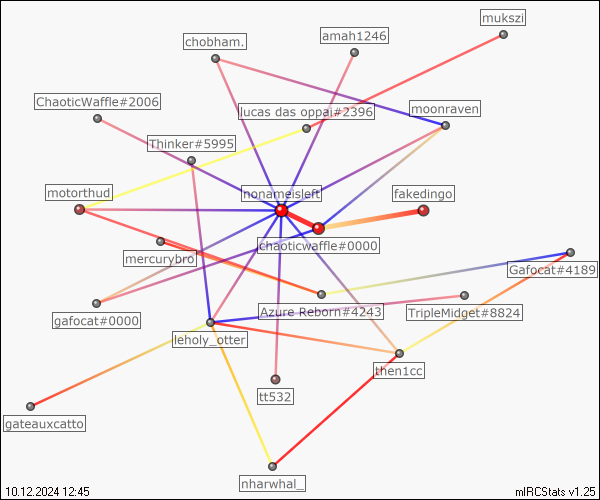 mukszi
amah1246
chobham.
ChaoticWaffle#2006
lucas das oppai#2396
moonraven
Thinker#5995
motorthud
nonameisleft
fakedingo
chaoticwaffle#0000
mercurybro
Gafocat#4189
gafocat#0000
Azure Reborn#4243
TripleMidget#8824
leholy_otter
then1cc
tt532
gateauxcatto
nharwhal_
10.12.2024 12:45
mIRCStats v1.25